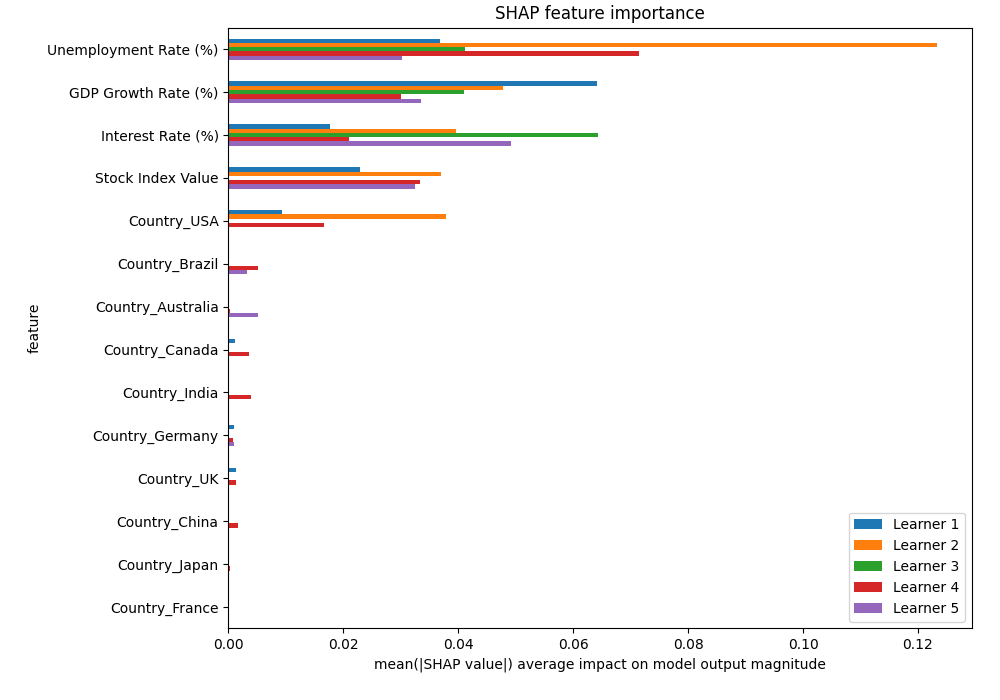 SHAP feature importance
Unemployment Rate (%)
GDP Growth Rate (%)
Interest Rate (%)
Stock Index Value
Country_USA
Country_Brazil
Country_Australia
Country_Canada
Country_India
Country_Germany
Country_UK
Country_China
Country_Japan
Country_France
feature
Learner 1
Learner 2
Learner 3
Learner 4
Learner 5
0.00 0.02 0.04 0.06 0.08 0.10 0.12
mean(|SHAP value|) average impact on model output magnitude